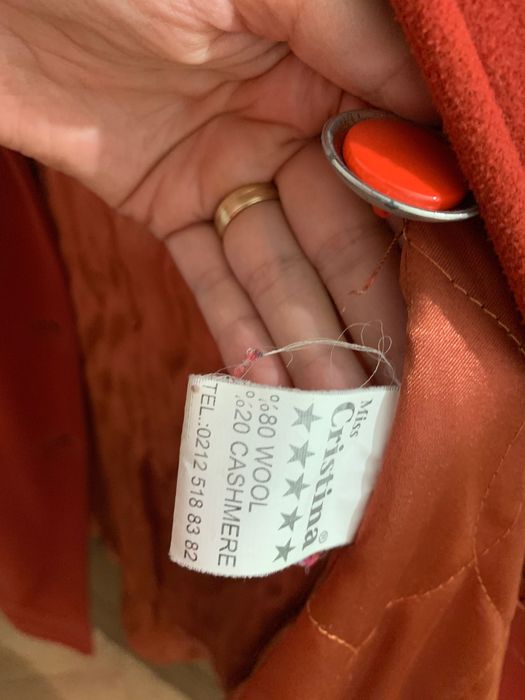 Miss
Cristina®
%80 WOOL
%20 CASHMERE
TEL.:0212 518 83 82